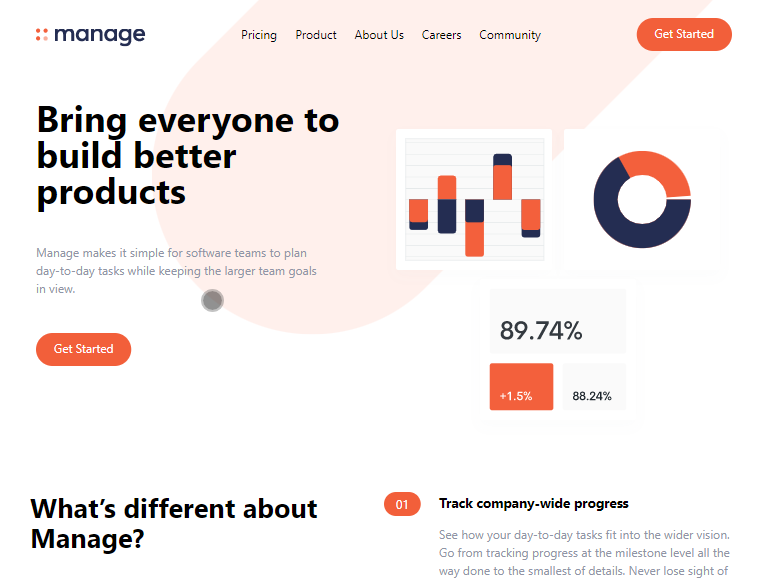 manage
Pricing Product About Us Careers Community
Get Started
Bring everyone to
build better
products
Manage makes it simple for software teams to plan
day-to-day tasks while keeping the larger team goals
in view.
Get Started
89.74%
+1.5%
88.24%
What’s different about
Manage?
01
Track company-wide progress
See how your day-to-day tasks fit into the wider vision.
Go from tracking progress at the milestone level all the
way done to the smallest of details. Never lose sight of